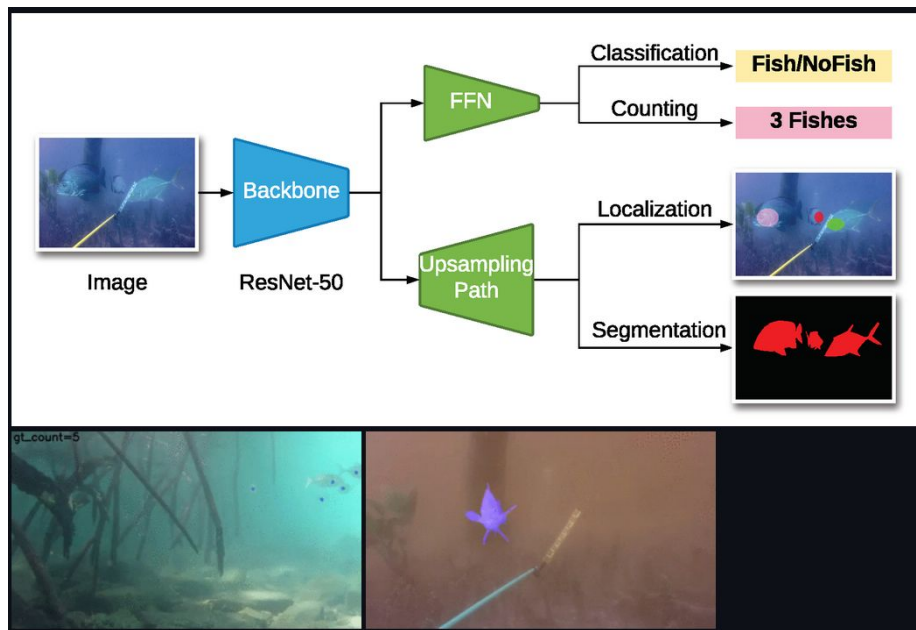 Classification
Fish/NoFish
FFN
Counting
3 Fishes
Backbone
Localization
Image
ResNet-50
Upsampling
Path
Segmentation
gt_count=5